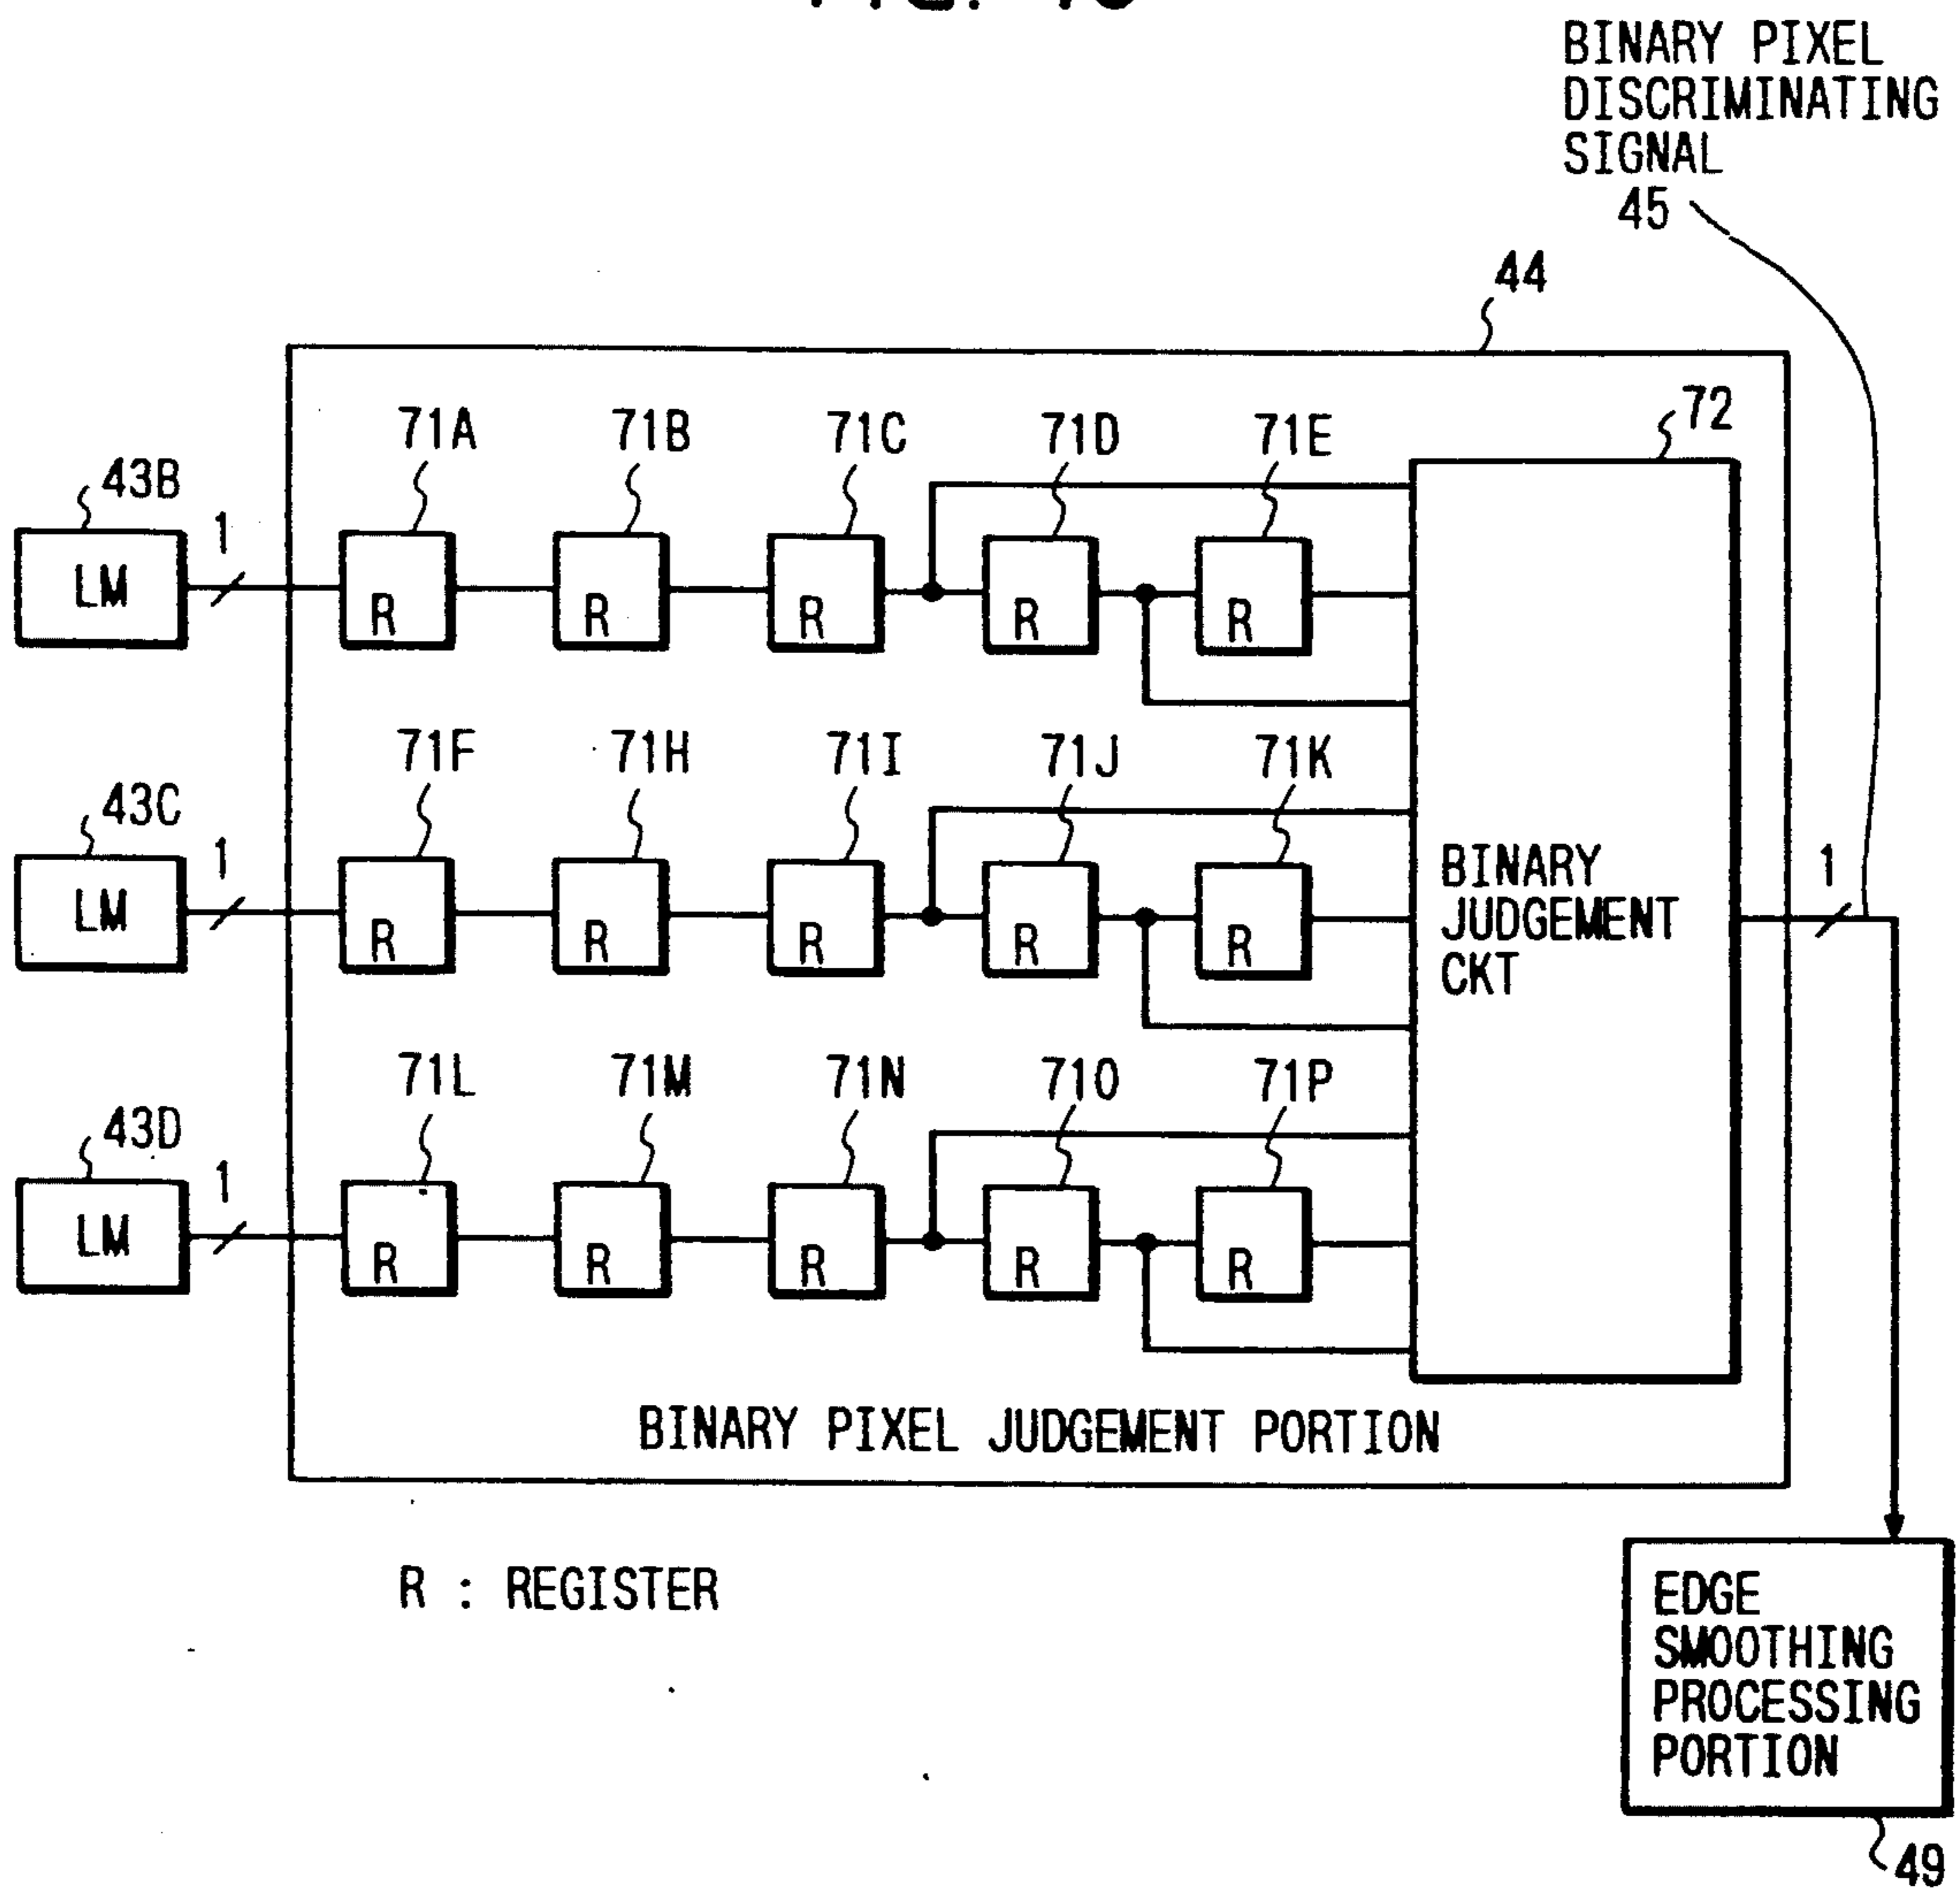 BINARY PIXEL
DISCRIMINATING
SIGNAL
45
44
72
71A 71B 71C 71D 71E
43B
1
LM
R R R R R
71F 71H 71I 71J 71K
43C
1
LM
R R R R R
BINARY
JUDGEMENT
CKT
1
71L 71M 71N 71O 71P
43D
1
LM
R R R R R
BINARY PIXEL JUDGEMENT PORTION
R : REGISTER
EDGE
SMOOTHING
PROCESSING
PORTION
49